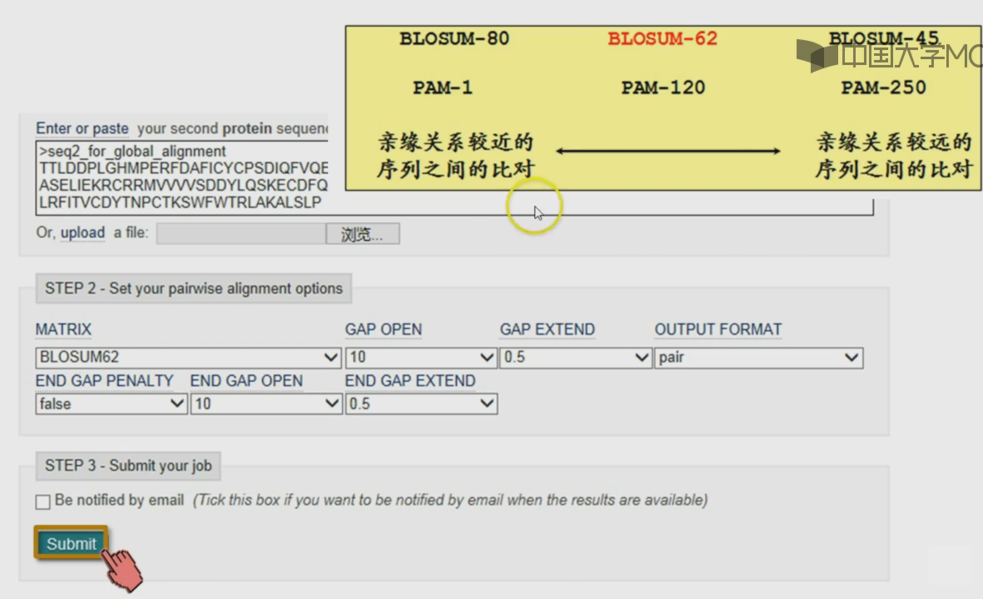 BLOSUM-80 BLOSUM-62 BLOSUM-45
中国大学MO
PAM-1 PAM-120 PAM-250
亲缘关系较近的 亲缘关系较远的
序列之间的比对 序列之间的比对
Enter or paste your second protein sequen
>seq2_for_global_alignment
TTLDDPLGHMPERFDAFICYCPSDIQFVQE
ASELIEKRCRRMVVVVSDDYLQSKECDFQ
LRFITVCDYTNPCTKSWFWTRLAKALSLP
Or, upload a file: 浏览...
STEP 2 - Set your pairwise alignment options
MATRIX GAP OPEN GAP EXTEND OUTPUT FORMAT
BLOSUM62 10 0.5 pair
END GAP PENALTY END GAP OPEN END GAP EXTEND
false 10 0.5
STEP 3 - Submit your job
Be notified by email (Tick this box if you want to be notified by email when the results are available)
Submit